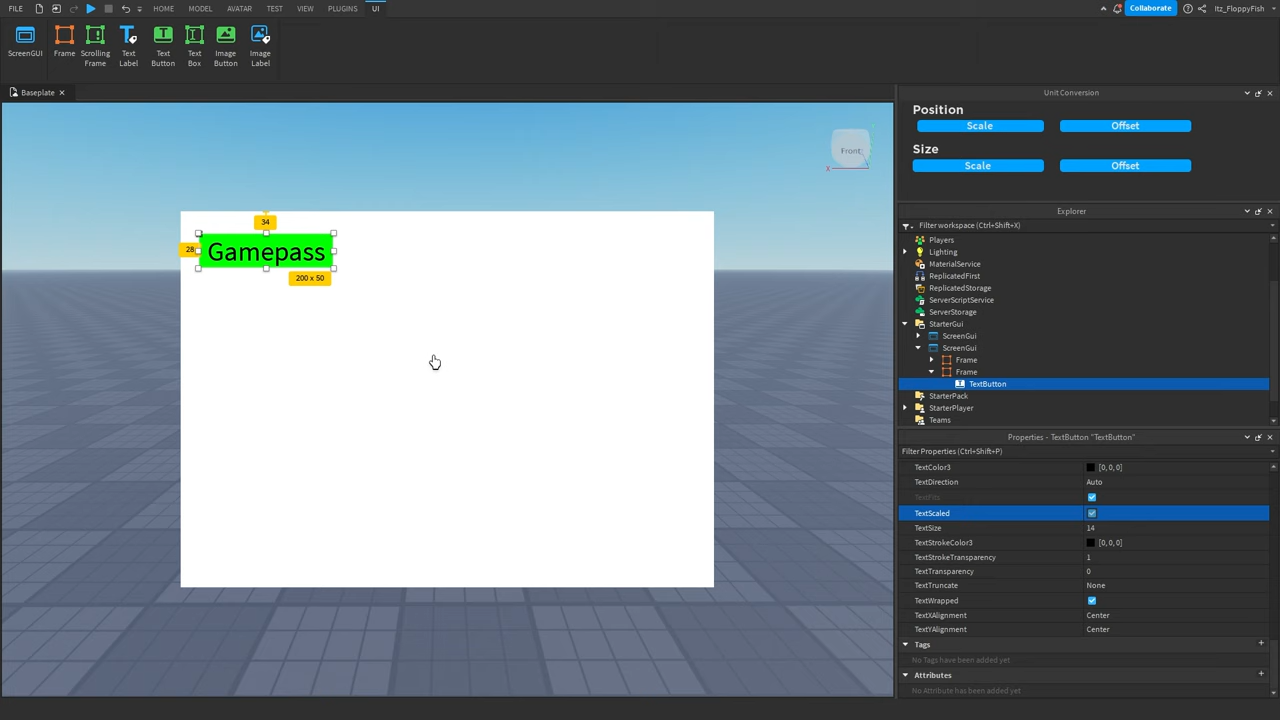 FILE
HOME
MODEL
AVATAR
TEST
VIEW
PLUGINS
UI
Collaborate
Itz_FloppyFish
ScreenGUI
Frame
Scrolling
Frame
Text
Label
Text
Button
Text
Box
Image
Button
Image
Label
Baseplate
Unit Conversion
Position
Scale
Offset
Size
Scale
Offset
Front
X
34
28
Gamepass
200 x 50
Explorer
Filter workspace (Ctrl+Shift+X)
Players
Lighting
MaterialService
ReplicatedFirst
ReplicatedStorage
ServerScriptService
ServerStorage
StarterGui
ScreenGui
ScreenGui
Frame
Frame
TextButton
StarterPack
StarterPlayer
Teams
Properties - TextButton "TextButton"
Filter Properties (Ctrl+Shift+P)
TextColor3 [0, 0, 0]
TextDirection Auto
TextFits
TextScaled
TextSize 14
TextStrokeColor3 [0, 0, 0]
TextStrokeTransparency 1
TextTransparency 0
TextTruncate None
TextWrapped
TextXAlignment Center
TextYAlignment Center
Tags
No Tags have been added yet
Attributes
No Attribute has been added yet